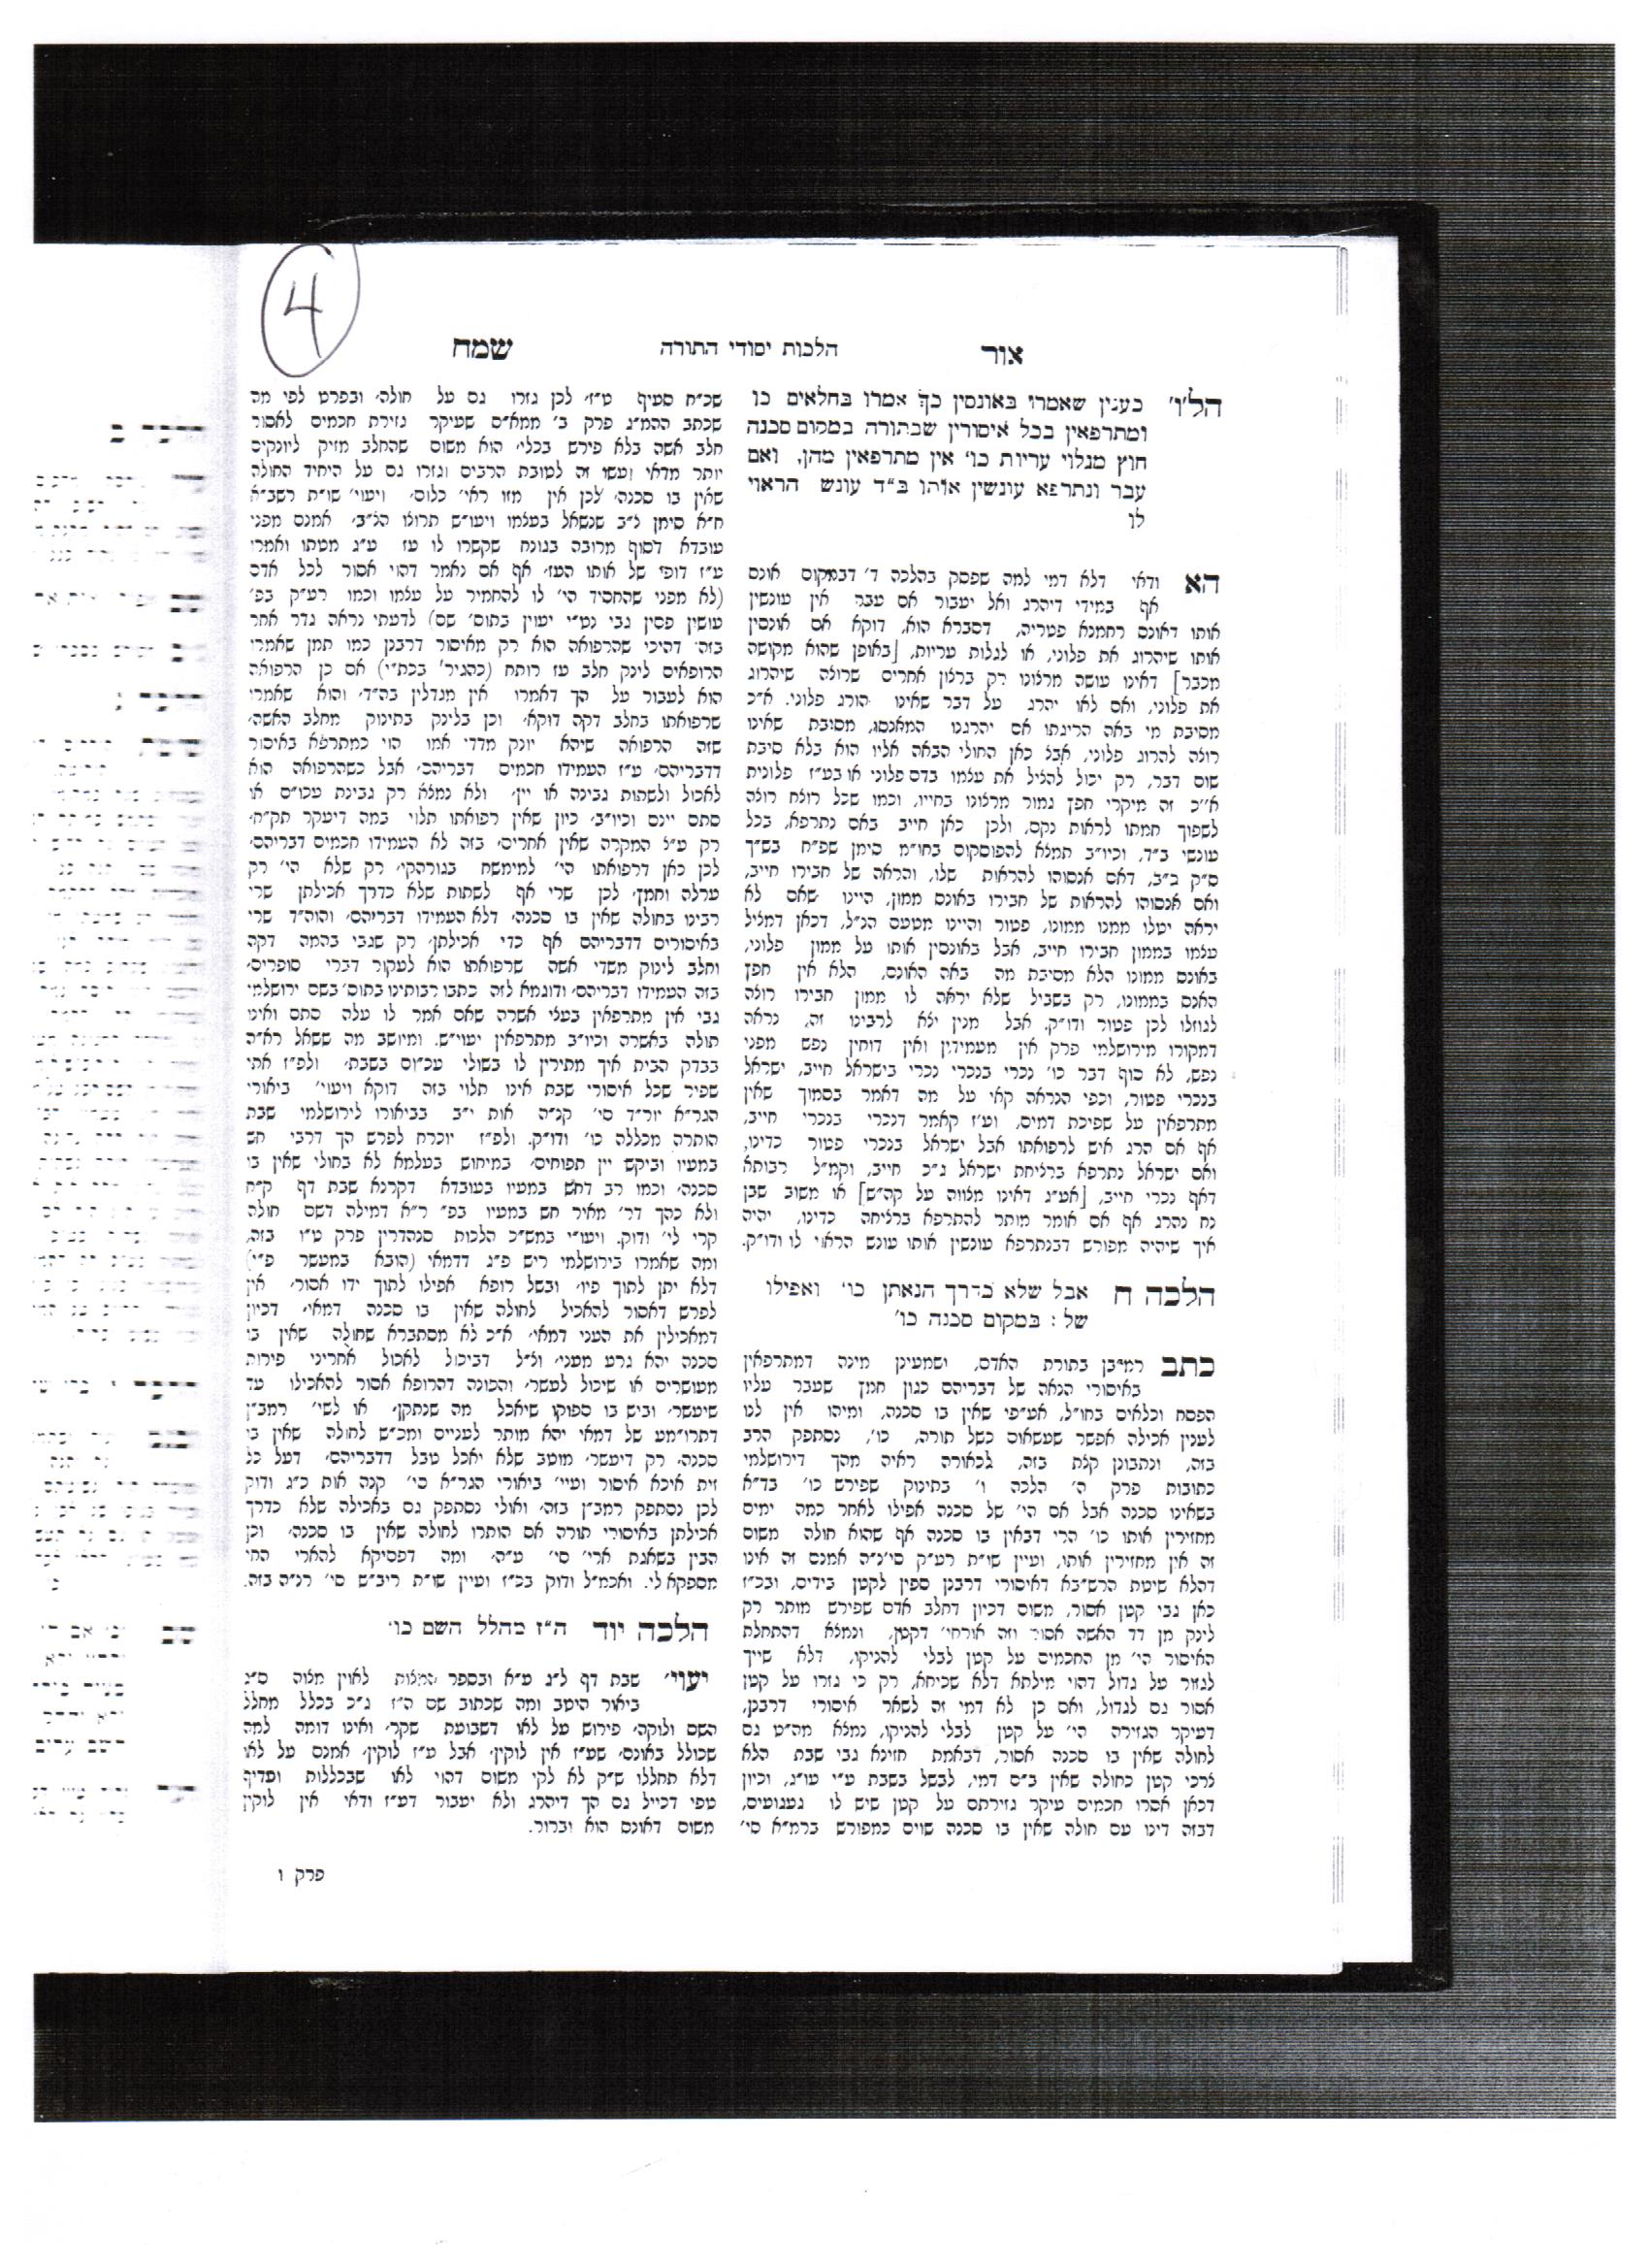 4
אור הלכות יסודי התורה שמח
הל'ו' כענין שאמרו באונסין כך אמרו בחלאים כו
ומתרפאין בכל איסורין שבתורה במקום סכנה
חוץ מגלוי עריות כו' אין מתרפאין מהן, ואם
עבר ונתרפא עונשין אותו ב"ד עונש הראוי
לו
הא ודאי דלא דמי למה שפסק בהלכה ד' דבמקום אונס
אף במידי דיהרג ואל יעבור אם עבר אין עונשין
אותו דאונס רחמנא פטריה, דסברא הוא, דוקא אם אונסין
אותו שיהרוג את פלוני, או לגלות עריות, [באופן שהוא מקושה
מכבר] דאינו עושה מרצונו רק ברצון אחרים שרוצה שיהרוג
את פלוני, ואם לאו יהרג על דבר שאינו הורג פלוני. א"כ
מסיבת מי באה הריגתו אם יהרגנו המאנסו, מסיבת שאינו
רוצה להרוג פלוני, אבל כאן החולי הבאה אליו הוא בלא סיבת
שום דבר, רק יכול להציל את עצמו בדם פלוני או בע"ז פלונית
א"כ זה מיקרי חפץ גמור מרצונו בחייו, וכמו שכל רוצח רוצה
לשפוך חמתו לראות נקם, ולכן כאן חייב באם נתרפא, בכל
עונשי ב"ד, וכיו"ב תמצא להפוסקום בחו"מ סימן שפ"ח בש"ך
ס"ק כ"ב, דאם אנסוהו להראות שלו, והראה של חבירו חייב,
ואם אנסוהו להראות של חבירו באונס ממון, היינו שאם לא
יראה יטלו ממנו ממונו, פטור והיינו מטעם הנ"ל, דכאן דמציל
עצמו בממון חבירו חייב, אבל באונסין אותו על ממון פלוני,
באונס ממונו הלא מסיבת מה באה האונס, הלא אין חפץ
האנס בממונו, רק בשביל שלא יראה לו ממון חבירו רוצה
לגוזלו לכן פטור ודו"ק. אבל מנין יצא לרבינו זה, נראה
דמקורו מירושלמי פרק אין מעמידין ואין דוחין נפש מפני
נפש, לא סוף דבר כו' נכרי בנכרי נכרי בישראל חייב, ישראל
בנכרי פטור, וכפי הנראה קאי על מה דאמר בסמוך שאין
מתרפאין על שפיכת דמים, וע"ז קאמר דנכרי בנכרי חייב,
אף אם הרג איש לרפואתו אבל ישראל בנכרי פטור כדינו,
ואם ישראל נתרפא ברציחת ישראל ג"כ חייב, וקמ"ל רבותא
דאף נכרי חייב, [אע"ג דאינו מצווה על קה"ש] או משוב שבן
נח נהרג אף אם אומר מותר להתרפא ברציחה כדינו, יהיה
איך שיהיה מפורש דבנתרפא עונשין אותו עונש הראוי לו ודו"ק.
הלכה ח אבל שלא כדרך הנאתן כו' ואפילו
של : במקום סכנה כו'
כתב רמב"ן בתורת האדם, ושמעינן מינה דמתרפאין
באיסורי הנאה של דבריהם כגון חמץ שעבר עליו
הפסח וכלאים בחו"ל, אע"פי שאין בו סכנה, ומיהו אין לנו
לענין אכילה אפשר שעשאום כשל תורה, כו', נסתפק הרב
בזה, ונתבונן קצת בזה, לכאורה ראיה מהך דירושלמי
כתובות פרק ה' הלכה ו' בתינוק שפירש כו' בד"א
בשאינו סכנה אבל אם הי' של סכנה אפילו לאחר כמה ימים
מחזירין אותו כו' הרי דבאין בו סכנה אף שהוא חולה משום
זה אין מחזירין אותו, ועיין שו"ת רע"ק סי'נ"ה אמנם זה אינו
דהלא שיטת הרש"בא דאיסורי דרבנן ספין לקטן בידים, ובכ"ז
כאן גבי קטן אסור, משום דכיון דחלב אדם שפירש מותר רק
לינק מן דד האשה אסור וזה אורחי' דקטן, ונמצא דהתחלת
האיסור הי' מן החכמים על קטן לבלי להניקו, דלא שייך
לגזור על גדול דהוי מילתא דלא שכיחא, רק כי גזרו על קטן
אסור גם לגדול, ואם כן לא דמי זה לשאר איסורי דרבנן,
דעיקר הגזירה הי' על קטן לבלי להניקו, נמצא מה"ט גם
לחולה שאין בו סכנה אסור, דבאמת חזינא גבי שבת הלא
צרכי קטן כחולה שאין ב"ס דמי, לבשל בשבת ע"י עו"ג, וכיון
דכאן אסרו חכמים עיקר גזירתם על קטן שיש לו געגועים,
דבזה דינו עם חולה שאין בו סכנה שוים כמפורש ברמ"א סי'
שכ"ח סעיף ט"ז' לכן גזרו גם על חולה' ובפרט לפי מה
שכתב ההמ"ג פרק ב' ממא"ס שעיקר גזירת חכמים לאסור
חלב אשה בלא פירש בכלי' הוא משום שהחלב מזיק ליונקים
יותר מדאי ועשו זה לטובת הרבים וגזרו גם על היחיד החולה
שאין בו סכנה' לכן אין מזו ראי' כלום' ויעוי' שו"ת רשב"א
ח"א סימן ל"ב שנשאל בעצמו ויעו"ש תרוצו הנ"ב' אמנם מפני
עובדא דסוף מרובה בגונח שקשרו לו עז ע"ג מטתו ואמרו
ע"ז דופי של אותו העז' אף אם נאמר דהוי אסור לכל אדם
(לא מפני שהחסיד הי' לו להחמיר על עצמו וכמו רע"ק בפ'
עושין פסין גבי נט"י יעוין בתוס' שם) לדעתי נראה גדר אחר
בזה' דהיכי שהרפואה הוא רק מאיסור דרבנן כמו תמן שאמרו
הרופאים לינק חלב עז רותח (כהגיר' בכת"י) אם כן הרפואה
הוא לעבור על הך דאמרו אין מגדלין בה"ד' והוא שאמרו
שרפואתו בחלב דקה דוקא' וכן בלינק בתינוק מחלב האשה'
שזה הרפואה שיהא יונק מדדי אמו הוי כמתרפא באיסור
דדבריהם' ע"ז העמידו חכמים דבריהם' אבל כשהרפואה הוא
לאכול ולשתות גבינה או יין' ולא נמצא רק גבינת עכו"ם או
סתם יינם וכיו"ב' כיון שאין רפואתו תלוי במה דיעקר תק"ח'
רק ע"צ המקרה שאין אחרים' בזה לא העמידו חכמים דבריהם'
לכן כאן דרפואתו הי' למימשח בגורהקי' רק שלא הי' רק
ערלה וחמץ' לכן שרי אף לשתות שלא כדרך אכילתן שרי
רבינו בחולה שאין בו סכנה' דלא העמידו דבריהם' והוה"ד שרי
באיסורים דדבריהם אף כדי אכילתן' רק שגבי בהמה דקה
וחלב לינוק משדי אשה שרפואתו הוא לעקור דברי סופרים'
בזה העמידו דבריהם' ודוגמא לזה כתבו רבותינו בתוס' בשם ירושלמי
גבי אין מתרפאין בעצי אשרה שאם אמר לו עלה סתם ואינו
תולה באשרה וכיו"ב מתרפאין יעוי"ש. ומיושב מה ששאל רא"ה
בבדק הבית איך מתירין לו בשולי עכ"ום בשבת' ולפ"ז אתי
שפיר שכל איסורי שבת אינו תלוי בזה דוקא ויעוי' ביאורי
הגר"א יור"ד סי' קנ"ה אות י"ב בביאורו לירושלמי שבת
הותרה מכללה כו' ודו"ק. ולפ"ז יוכרח לפרש הך דרבי חש
במעיו וביקש יין תפוחים' במיחוש בעלמא לא בחולי שאין בו
סכנה' וכמו רב דחש במעיו בעובדא דקרנא שבת דף ק"ח
ולא כהך דר' מאיר חש במעיו בפ' ר"א דמילה דשם חולה
קרי לי' ודוק. ויעו"י במש"כ הלכות סנהדרין פרק ט"ו בזה,
ומה שאמרו בירושלמי ריש פ"ג דדמאי (הובא במעשר פ"י)
דלא יתן לתוך פיו' ובשל רופא אפילו לתוך ידו אסור' אין
לפרש דאסור להאכיל לחולה שאין בו סכנה דמאי' דכיון
דמאכילין את העני דמאי' א"כ לא מסתברא שחולה שאין בו
סכנה יהא גרע מעני' וצ"ל דביכול לאכול אחריני פירות
מעושרים או שיכול לעשר' והכונה דהרופא אסור להאכילו עד
שיעשר' וביש בו ספוקו שיאכל מה שנתקן' או לשי' רמב"ן
דתרו"מע של דמאי יהא מותר לעניים ומכ"ש לחולה שאין בו
סכנה' רק דיעשר' מוטב שלא יאכל טבל דדבריהם' דעל כל
זית איכא איסור ועיי' ביאורי הגר"א סי' קנה אות כ"ג ודוק
לכן נסתפק רמב"ן בזה' ואולי נסתפק גם באכילה שלא כדרך
אכילתן באיסורי תורה אם הותרו לחולה שאין בו סכנה' וכן
הבין בשאגת ארי' סי' ע"ה' ומה דפסיקא להארי התי
מספקא לי. ואכמ"ל ודוק בכ"ז ועיין שו"ת ריב"ש סי' רנ"ה בזה.
הלכה יוד ה"ז מהלל השם כו'
יעוי' שבת דף ל"ג ע"א ובספר המצות לאוין מצוה ס"ג
ביאור היטב ומה שכתוב שם ה"ז ג"כ בכלל מחלל
השם ולוקה' פירוש על לאו דשבועת שקר' ואינו דומה למה
שכולל באונס' שע"ז אין לוקין' אבל ע"ז לוקין' אמנם על לאו
דלא תחללו ש"ק לא לקי משום דהוי לאו שבכללות ועדיף
טפי דכייל גם הך דיהרג ולא יעבור דע"ז ודאי אין לוקין
משום דאונס הוא וברור.
פרק ו